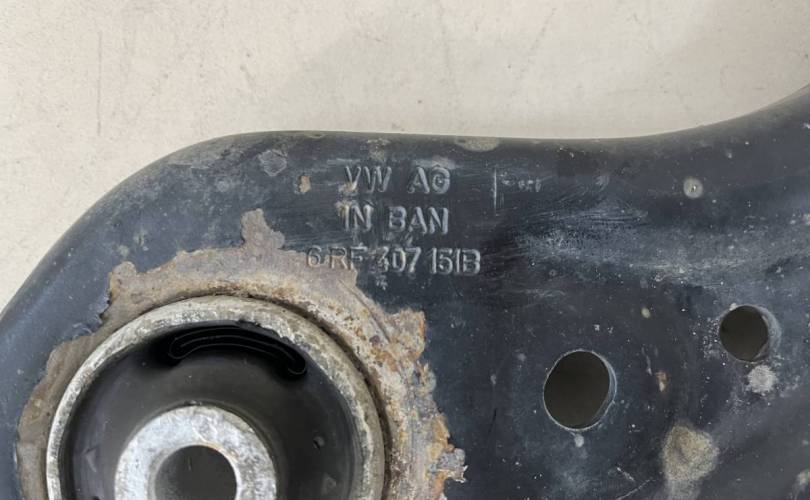 VW AG
IN BAN
6RF 407 151B